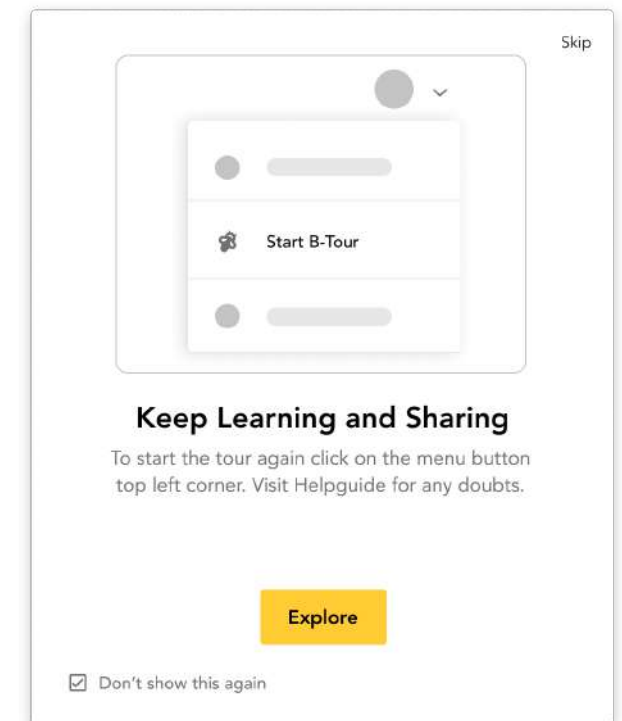 Skip
Start B-Tour
Keep Learning and Sharing
To start the tour again click on the menu button
top left corner. Visit Helpguide for any doubts.
Explore
Don't show this again